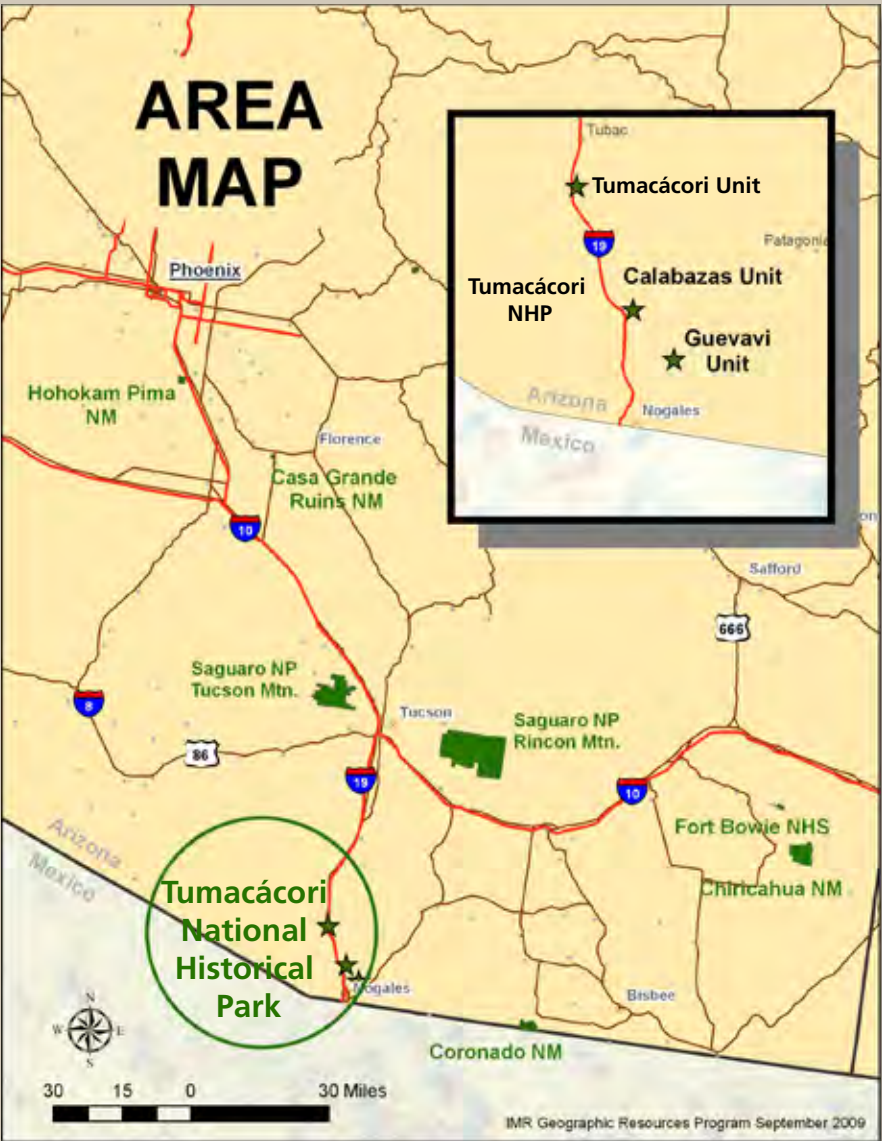 AREA
MAP
Tubac
Tumacácori Unit
19
Patagonia
Tumacácori
NHP
Calabazas Unit
Guevavi
Unit
Arizona
Nogales
Mexico
Phoenix
Hohokam Pima
NM
Florence
Casa Grande
Ruins NM
10
Safford
666
Saguaro NP
Tucson Mtn.
8
Tucson
Saguaro NP
Rincon Mtn.
86
19
10
Fort Bowie NHS
Chiricahua NM
Arizona
Mexico
Tumacácori
National
Historical
Park
Nogales
Bisbee
Coronado NM
N
W E
S
30 15 0 30 Miles
IMR Geographic Resources Program September 2009